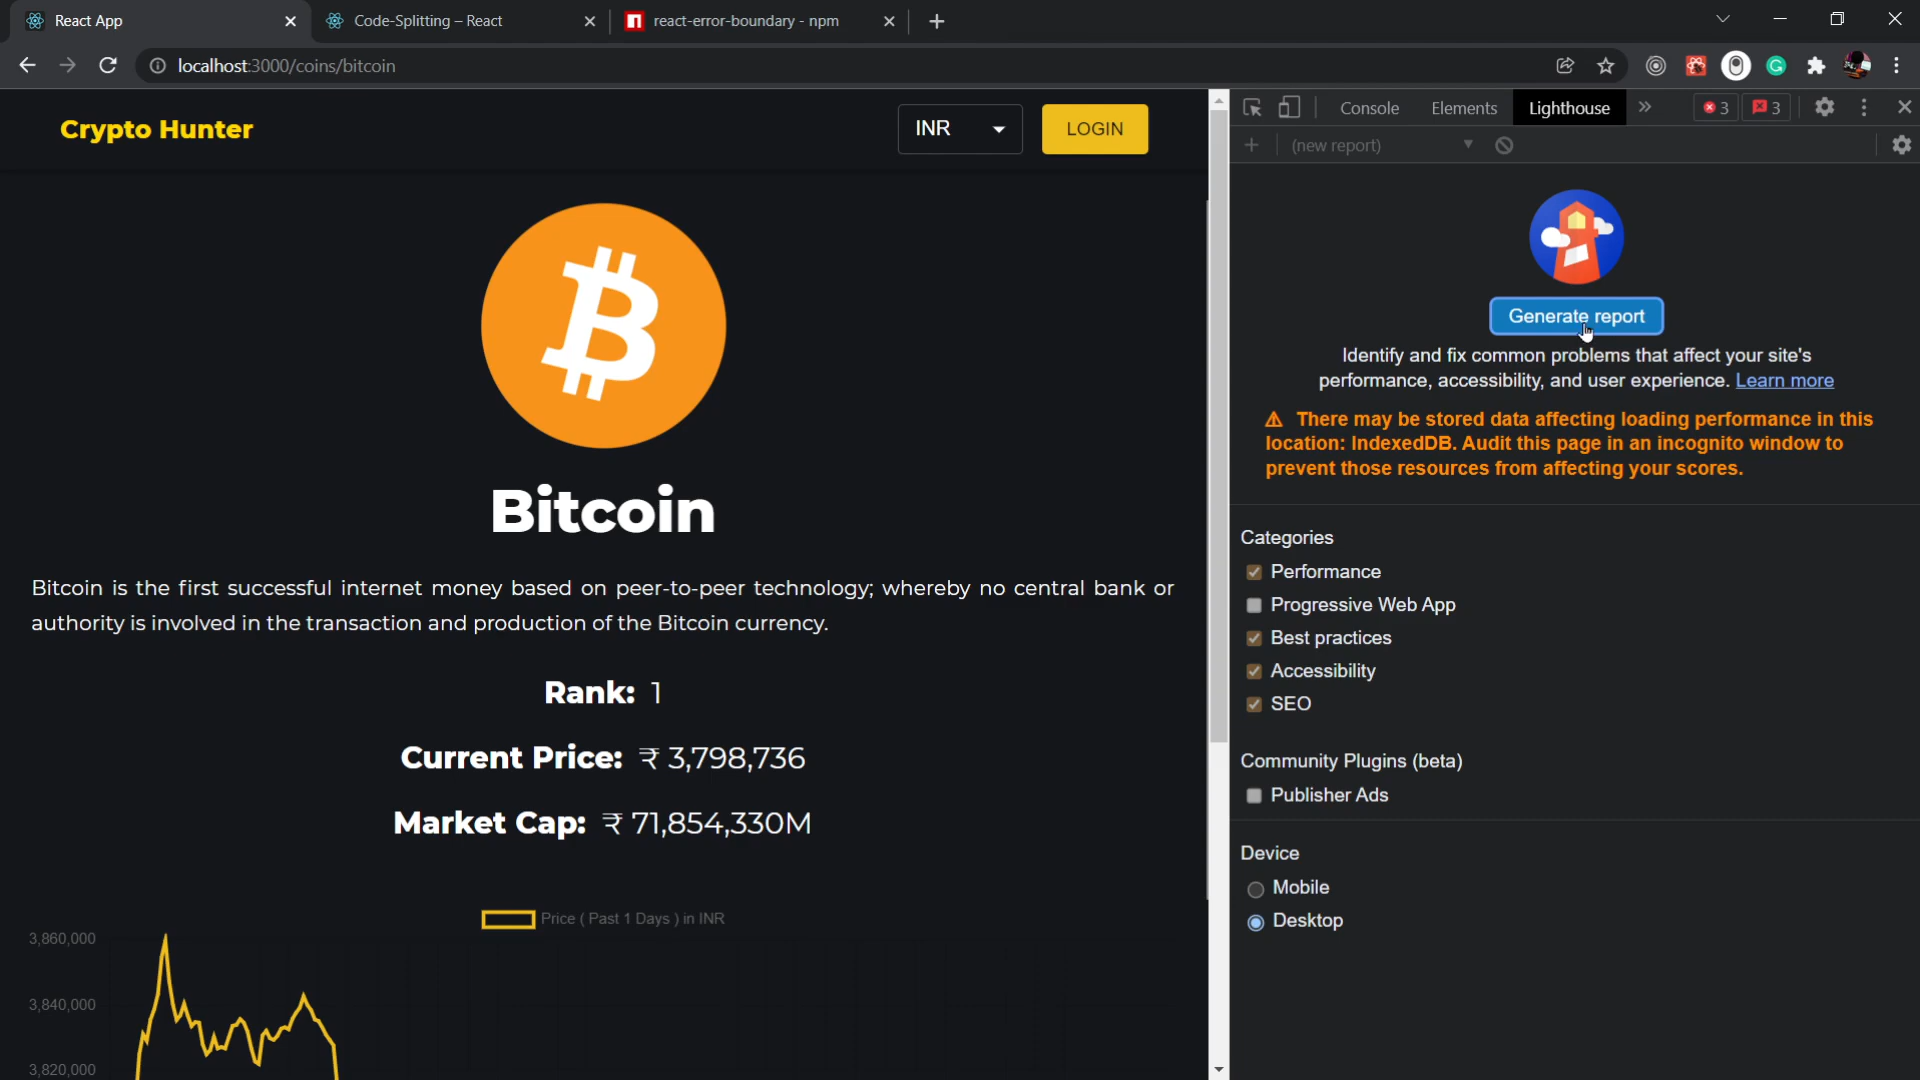 React App
Code-Splitting – React
react-error-boundary - npm
localhost:3000/coins/bitcoin
Crypto Hunter
INR
LOGIN
Bitcoin
Bitcoin is the first successful internet money based on peer-to-peer technology; whereby no central bank or
authority is involved in the transaction and production of the Bitcoin currency.
Rank: 1
Current Price: ₹ 3,798,736
Market Cap: ₹ 71,854,330M
Price ( Past 1 Days ) in INR
3,860,000
3,840,000
3,820,000
Console
Elements
Lighthouse
3
3
(new report)
Generate report
Identify and fix common problems that affect your site's
performance, accessibility, and user experience. Learn more
There may be stored data affecting loading performance in this
location: IndexedDB. Audit this page in an incognito window to
prevent those resources from affecting your scores.
Categories
Performance
Progressive Web App
Best practices
Accessibility
SEO
Community Plugins (beta)
Publisher Ads
Device
Mobile
Desktop